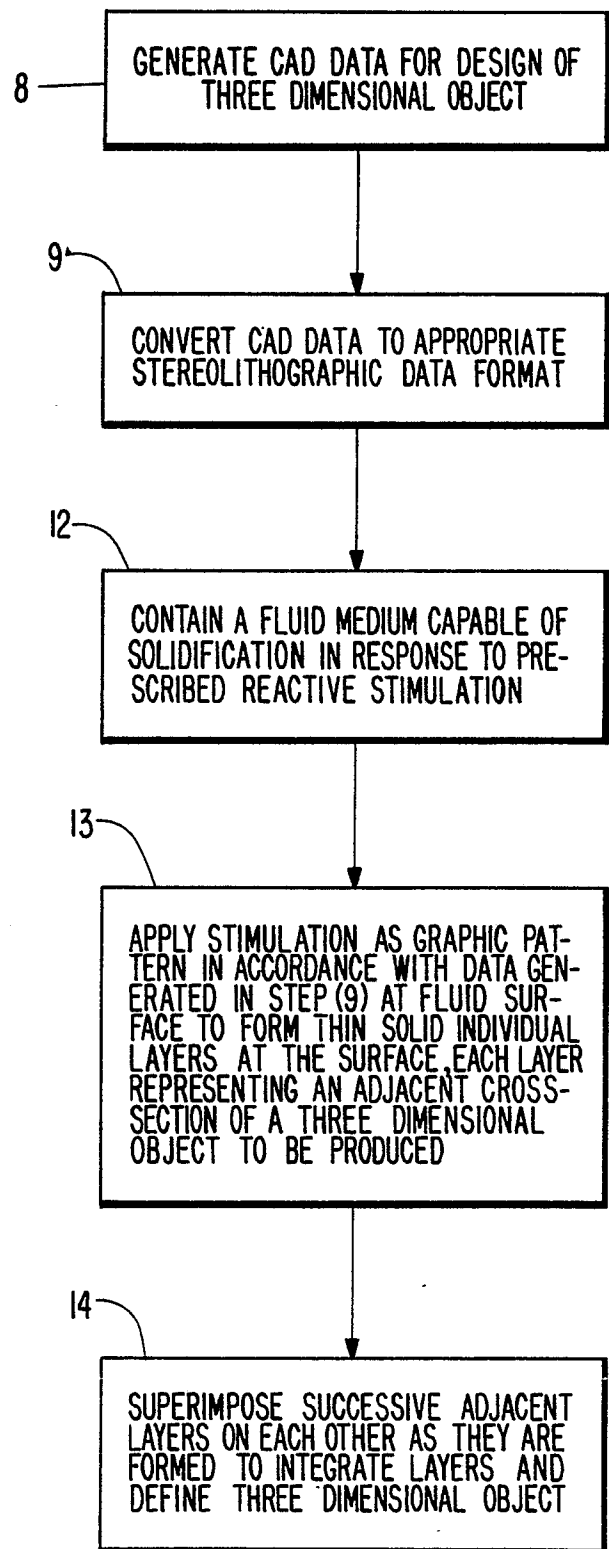 8
GENERATE CAD DATA FOR DESIGN OF
THREE DIMENSIONAL OBJECT
9
CONVERT CAD DATA TO APPROPRIATE
STEREOLITHOGRAPHIC DATA FORMAT
12
CONTAIN A FLUID MEDIUM CAPABLE OF
SOLIDIFICATION IN RESPONSE TO PRE-
SCRIBED REACTIVE STIMULATION
13
APPLY STIMULATION AS GRAPHIC PAT-
TERN IN ACCORDANCE WITH DATA GEN-
ERATED IN STEP (9) AT FLUID SUR-
FACE TO FORM THIN SOLID INDIVIDUAL
LAYERS AT THE SURFACE, EACH LAYER
REPRESENTING AN ADJACENT CROSS-
SECTION OF A THREE DIMENSIONAL
OBJECT TO BE PRODUCED
14
SUPERIMPOSE SUCCESSIVE ADJACENT
LAYERS ON EACH OTHER AS THEY ARE
FORMED TO INTEGRATE LAYERS AND
DEFINE THREE DIMENSIONAL OBJECT